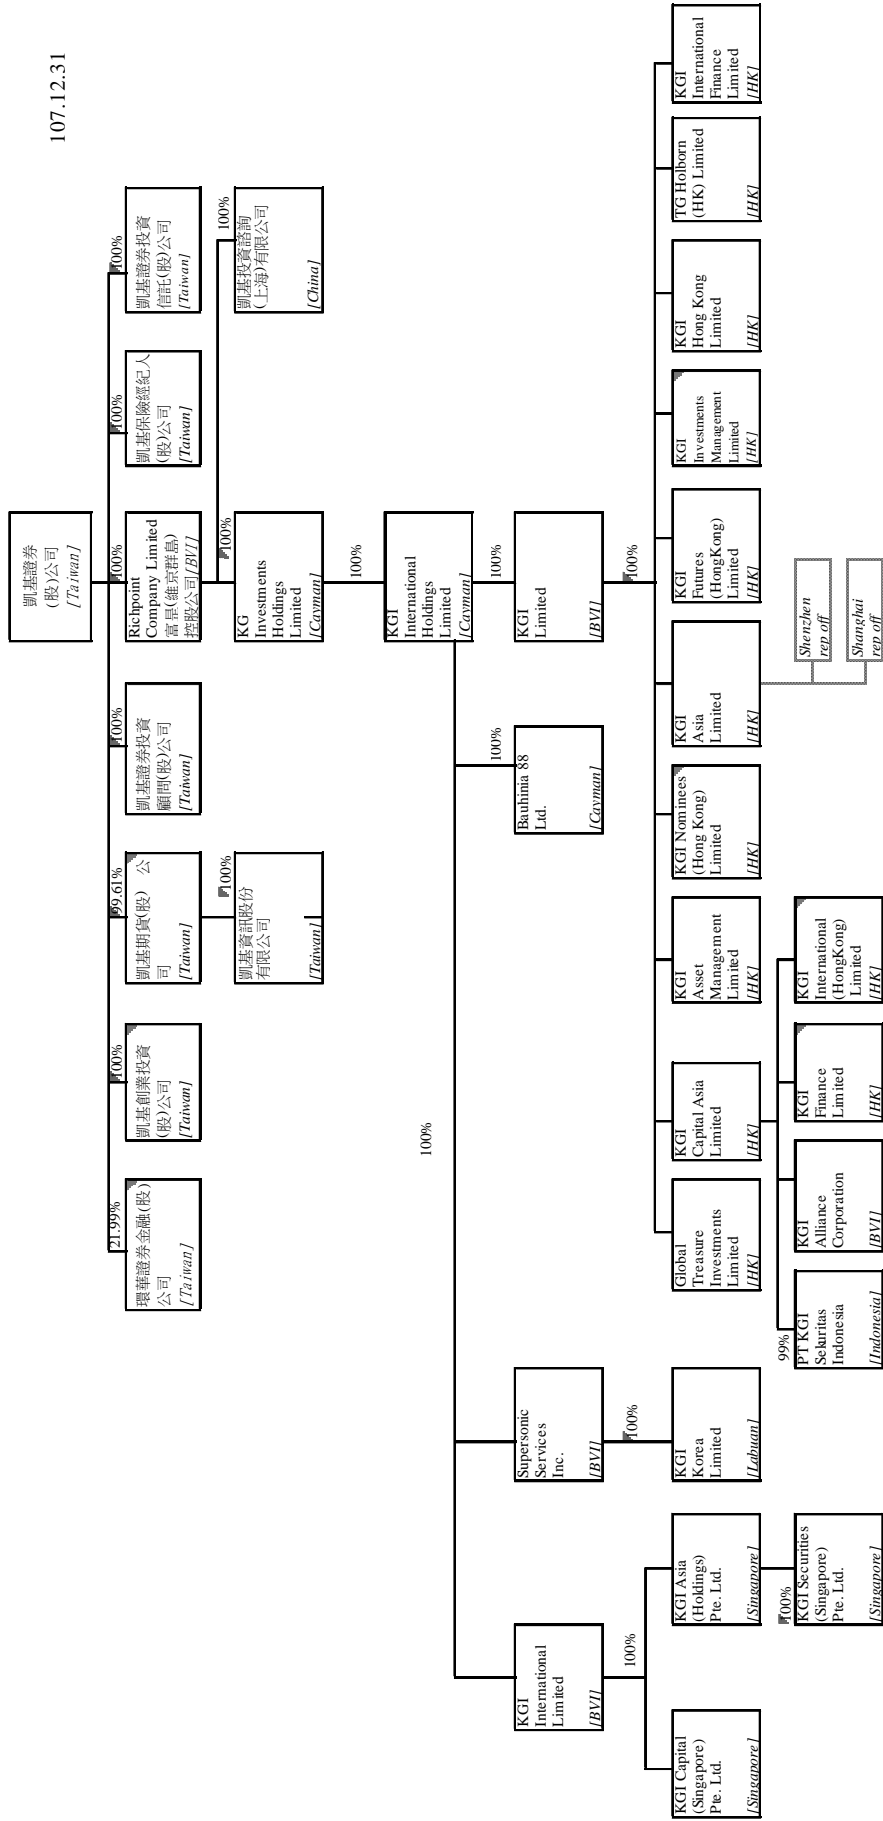 107.12.31
凱基證券
(股)公司
[Taiwan]
21.99%
100%
99.61%
100%
100%
100%
100%
環華證券金融(股)
公司
[Taiwan]
凱基創業投資
(股)公司
[Taiwan]
凱基期貨(股) 公
司
[Taiwan]
凱基證券投資
顧問(股)公司
[Taiwan]
Richpoint
Company Limited
富昰(維京群島)
控股公司[BVI]
凱基保險經紀人
(股)公司
[Taiwan]
凱基證券投資
信託(股)公司
[Taiwan]
100%
凱基資訊股份
有限公司
[Taiwan]
100%
KG
Investments
Holdings
Limited
[Cayman]
100%
凱基投資諮詢
(上海)有限公司
[China]
100%
KGI
International
Holdings
Limited
[Cayman]
100%
100%
100%
KGI
International
Limited
[BVI]
Supersonic
Services
Inc.
[BVI]
Bauhinia 88
Ltd.
[Cayman]
KGI
Limited
[BVI]
100%
100%
100%
KGI Capital
(Singapore)
Pte. Ltd.
[Singapore]
KGI Asia
(Holdings)
Pte. Ltd.
[Singapore]
KGI
Korea
Limited
[Labuan]
Global
Treasure
Investments
Limited
[HK]
KGI
Capital Asia
Limited
[HK]
KGI
Asset
Management
Limited
[HK]
KGI Nominees
(Hong Kong)
Limited
[HK]
KGI
Asia
Limited
[HK]
KGI
Futures
(HongKong)
Limited
[HK]
KGI
Investments
Management
Limited
[HK]
KGI
Hong Kong
Limited
[HK]
TG Holborn
(HK) Limited
[HK]
KGI
International
Finance
Limited
[HK]
100%
KGI Securities
(Singapore)
Pte. Ltd.
[Singapore]
99%
PT KGI
Sekuritas
Indonesia
[Indonesia]
KGI
Alliance
Corporation
[BVI]
KGI
Finance
Limited
[HK]
KGI
International
(HongKong)
Limited
[HK]
Shenzhen
rep off
Shanghai
rep off